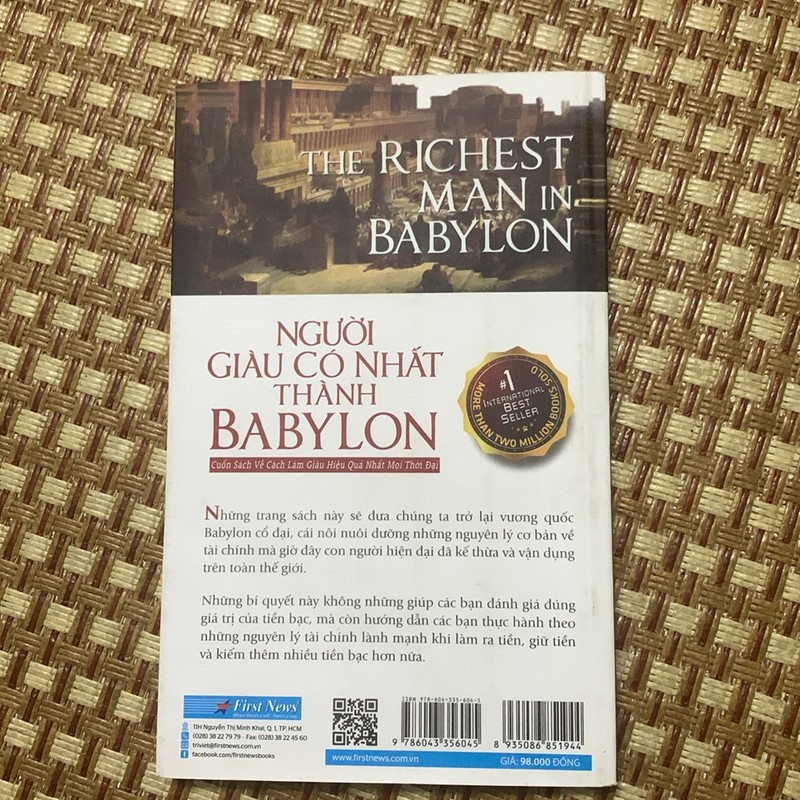 THE RICHEST
MAN IN
BABYLON
NGƯỜI
GIÀU CÓ NHẤT
THÀNH
BABYLON
Cuốn Sách Về Cách Làm Giàu Hiệu Quả Nhất Mọi Thời Đại
#1
INTERNATIONAL
BEST
SELLER
MORE THAN TWO MILLION BOOKS SOLD
Những trang sách này sẽ đưa chúng ta trở lại vương quốc
Babylon cổ đại, cái nôi nuôi dưỡng những nguyên lý cơ bản về
tài chính mà giờ đây con người hiện đại đã kế thừa và vận dụng
trên toàn thế giới.
Những bí quyết này không những giúp các bạn đánh giá đúng
giá trị của tiền bạc, mà còn hướng dẫn các bạn thực hành theo
những nguyên lý tài chính lành mạnh khi làm ra tiền, giữ tiền
và kiếm thêm nhiều tiền bạc hơn nữa.
First News
11H Nguyễn Thị Minh Khai, Q.1, TP. HCM
(028) 38 22 79 79 - Fax: (028) 38 22 45 60
triviet@firstnews.com.vn
facebook.com/firstnewsbooks
www.firstnews.com.vn
ISBN 978-604-335-604-5
9 786043 356045
8 935086 851944
GIÁ: 98.000 ĐỒNG